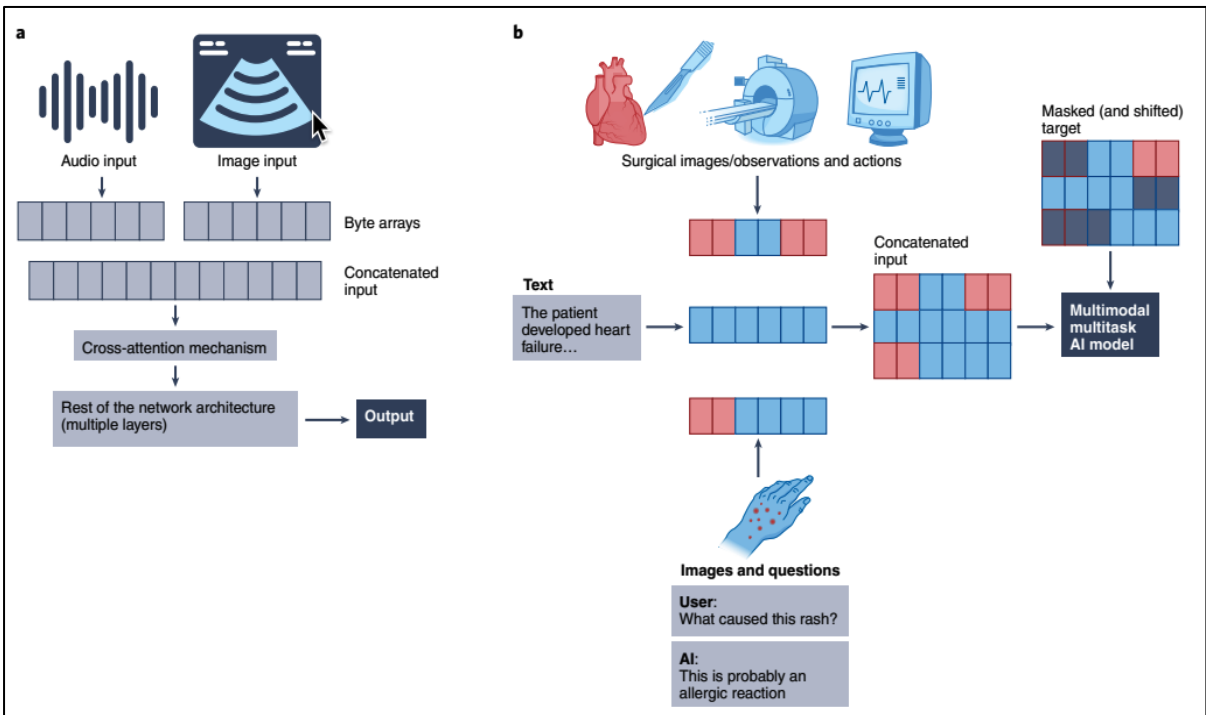 a
Audio input
Image input
Byte arrays
Concatenated
input
Cross-attention mechanism
Rest of the network architecture
(multiple layers)
Output
b
Surgical images/observations and actions
Masked (and shifted)
target
Text
The patient
developed heart
failure…
Concatenated
input
Multimodal
multitask
AI model
Images and questions
User:
What caused this rash?
AI:
This is probably an
allergic reaction